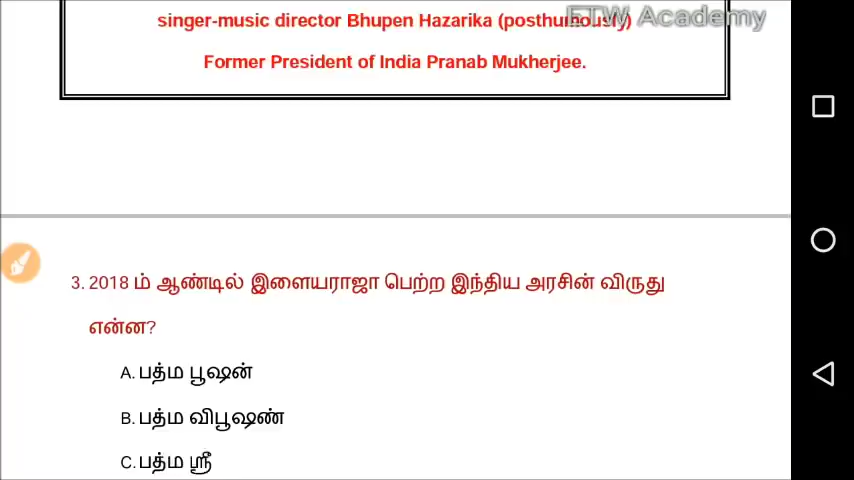 singer-music director Bhupen Hazarika (posthumously)
ETW Academy
Former President of India Pranab Mukherjee.
3. 2018 ம் ஆண்டில் இளையராஜா பெற்ற இந்திய அரசின் விருது
என்ன?
A. பத்ம பூஷன்
B. பத்ம விபூஷண்
C. பத்ம ஸ்ரீ